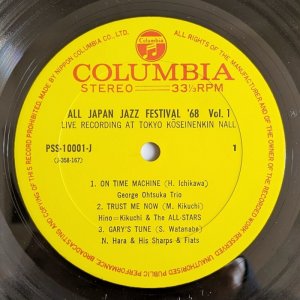 MADE BY NIPPON COLUMBIA CO., LTD. ALL RIGHTS OF THE MANUFACTURER AND OF THE OWNER OF THE RECORDED WORK RESERVED. UNAUTHORISED PUBLIC PERFORMANCE, BROADCASTING AND COPYING OF THIS RECORD PROHIBITED.
COLUMBIA
STEREO 33⅓RPM
ALL JAPAN JAZZ FESTIVAL '68 Vol. 1
LIVE RECORDING AT TOKYO KŌSEINENKIN NALL
PSS-10001-J
1
(J-358-167)
1. ON TIME MACHINE (H. Ichikawa)
George Ohtsuka Trio
2. TRUST ME NOW (M. Kikuchi)
Hino–Kikuchi & The ALL-STARS
3. GARY'S TUNE (S. Watanabe)
N. Hara & His Sharps & Flats